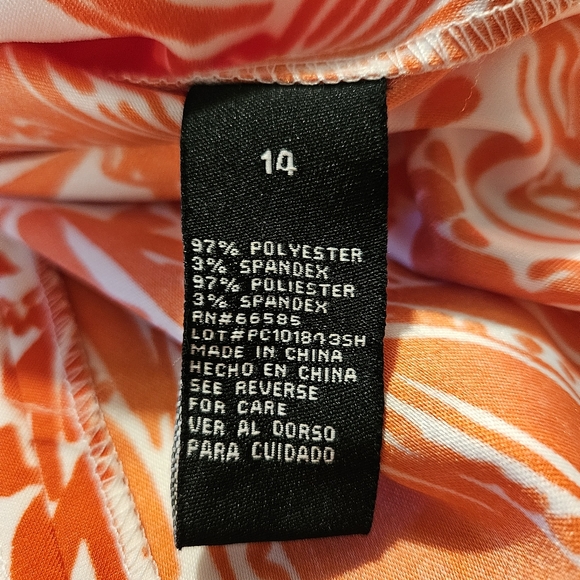 14
97% POLYESTER
3% SPANDEX
97% POLIESTER
3% SPANDEX
RN#66585
LOT#PC101843SH
MADE IN CHINA
HECHO EN CHINA
SEE REVERSE
FOR CARE
VER AL DORSO
PARA CUIDADO